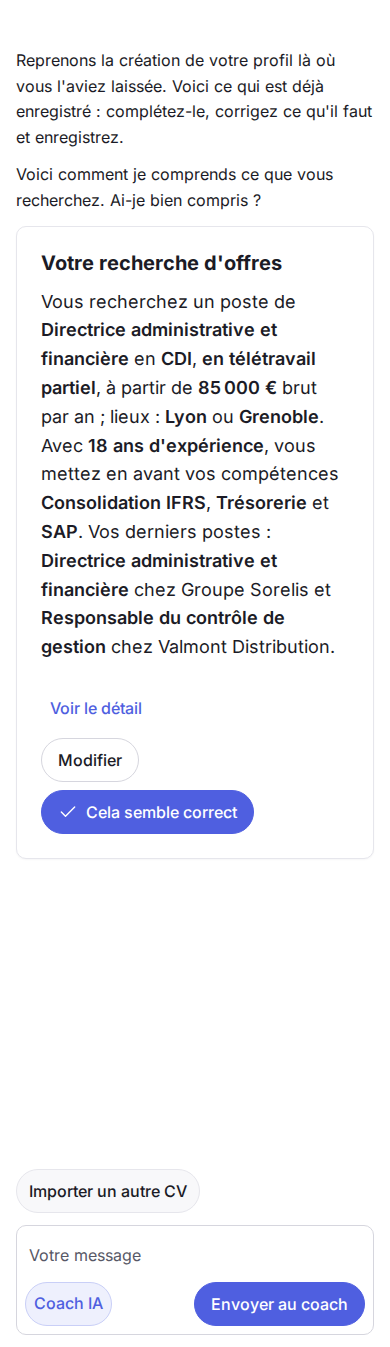 Reprenons la création de votre profil là où
vous l'aviez laissée. Voici ce qui est déjà
enregistré : complétez-le, corrigez ce qu'il faut
et enregistrez.
Voici comment je comprends ce que vous
recherchez. Ai-je bien compris ?
Votre recherche d'offres
Vous recherchez un poste de
Directrice administrative et
financière en CDI, en télétravail
partiel, à partir de 85 000 € brut
par an ; lieux : Lyon ou Grenoble.
Avec 18 ans d'expérience, vous
mettez en avant vos compétences
Consolidation IFRS, Trésorerie et
SAP. Vos derniers postes :
Directrice administrative et
financière chez Groupe Sorelis et
Responsable du contrôle de
gestion chez Valmont Distribution.
Voir le détail
Modifier
Cela semble correct
Importer un autre CV
Votre message
Coach IA
Envoyer au coach